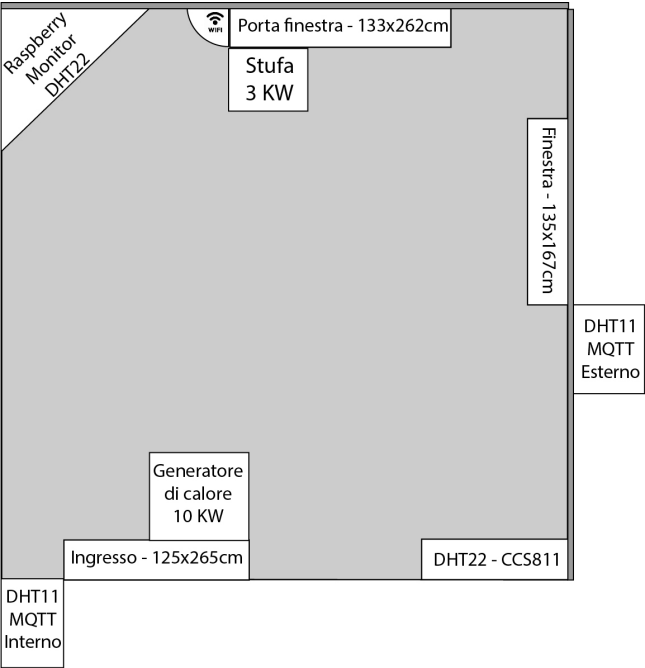 Raspberry
Monitor
DHT22
WIFI
Porta finestra - 133x262cm
Stufa
3 KW
Finestra - 135x167cm
DHT11
MQTT
Esterno
Generatore
di calore
10 KW
Ingresso - 125x265cm
DHT22 - CCS811
DHT11
MQTT
Interno